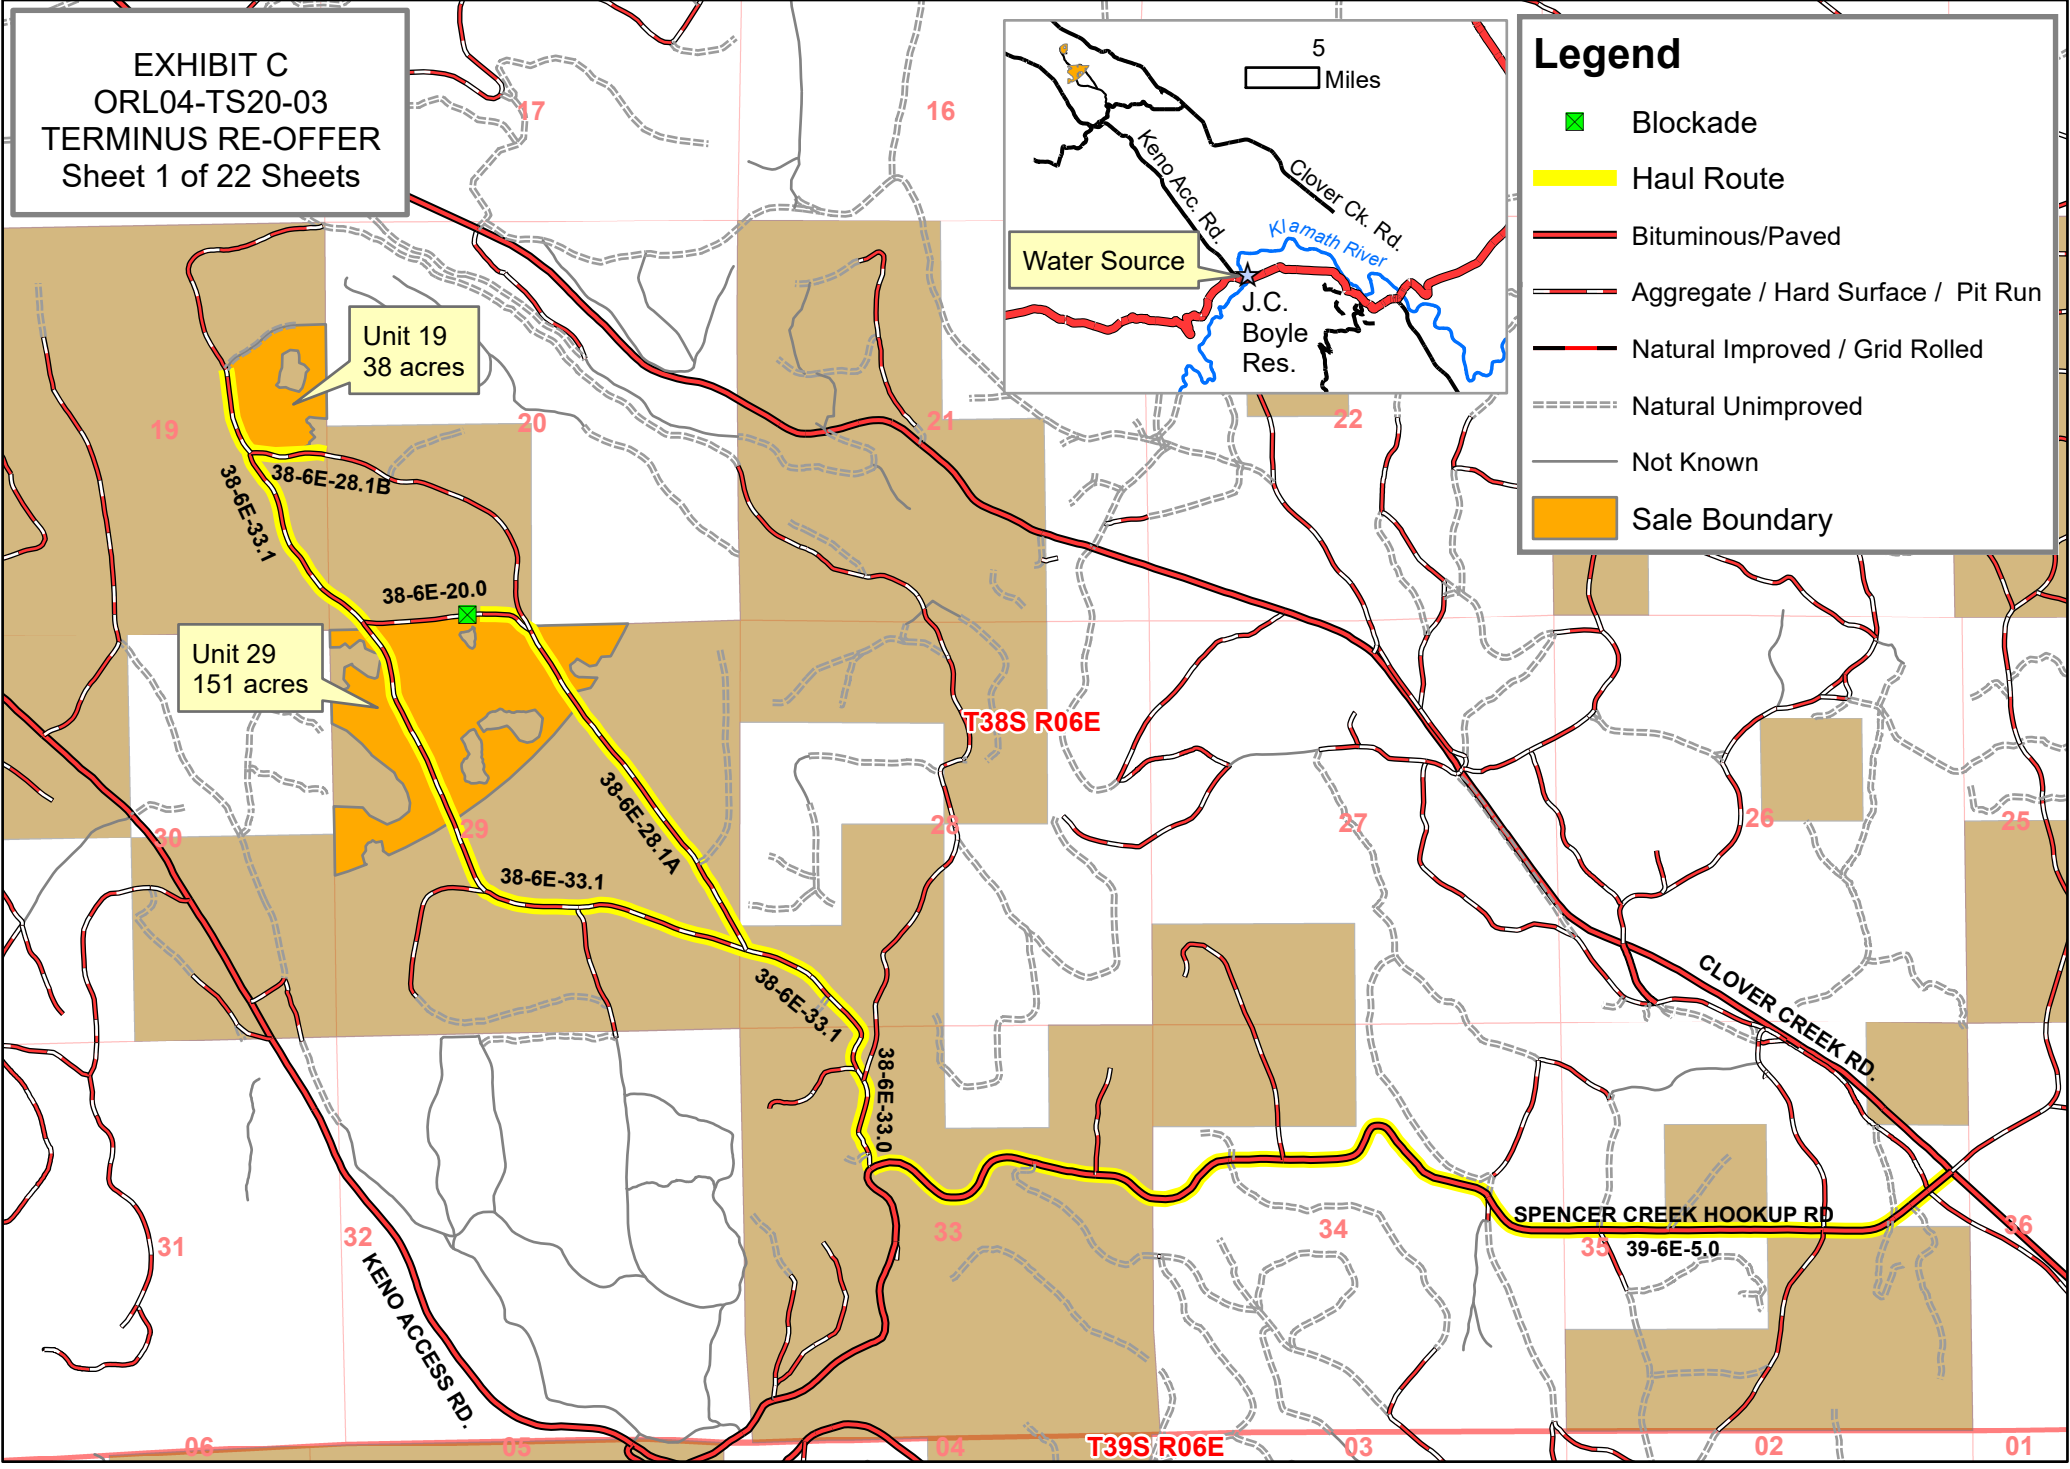 EXHIBIT C
ORL04-TS20-03
TERMINUS RE-OFFER
Sheet 1 of 22 Sheets
5
Miles
Keno Acc. Rd.
Clover Ck. Rd.
Klamath River
Water Source
J.C.
Boyle
Res.
Legend
Blockade
Haul Route
Bituminous/Paved
Aggregate / Hard Surface / Pit Run
Natural Improved / Grid Rolled
Natural Unimproved
Not Known
Sale Boundary
17
16
Unit 19
38 acres
19
20
21
22
38-6E-28.1B
38-6E-33.1
38-6E-20.0
Unit 29
151 acres
T38S R06E
38-6E-28.1A
30
29
28
27
26
25
38-6E-33.1
38-6E-33.1
38-6E-33.0
CLOVER CREEK RD.
SPENCER CREEK HOOKUP RD
39-6E-5.0
31
32
33
34
35
36
KENO ACCESS RD.
06
05
04
T39S R06E
03
02
01